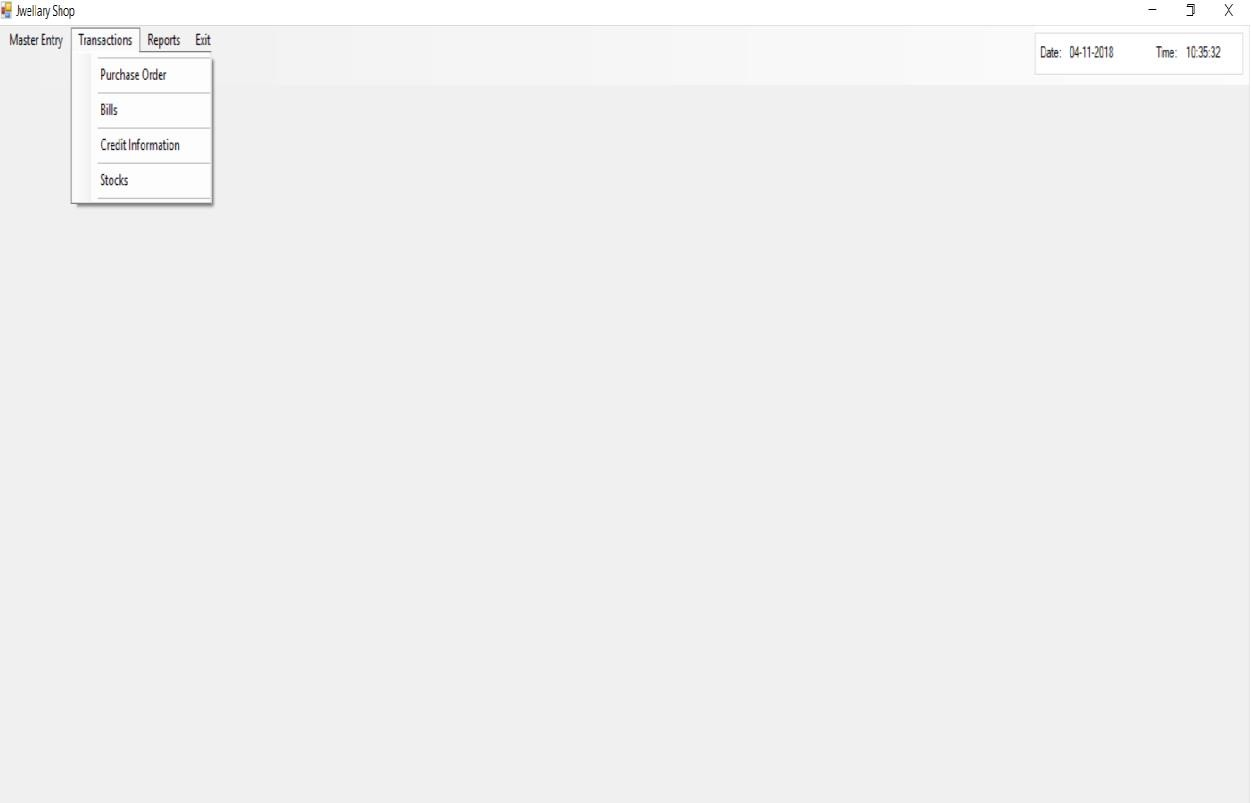 Jwellary Shop
Master Entry Transactions Reports Exit
Date: 04-11-2018 Time: 10:35:32
Purchase Order
Bills
Credit Information
Stocks